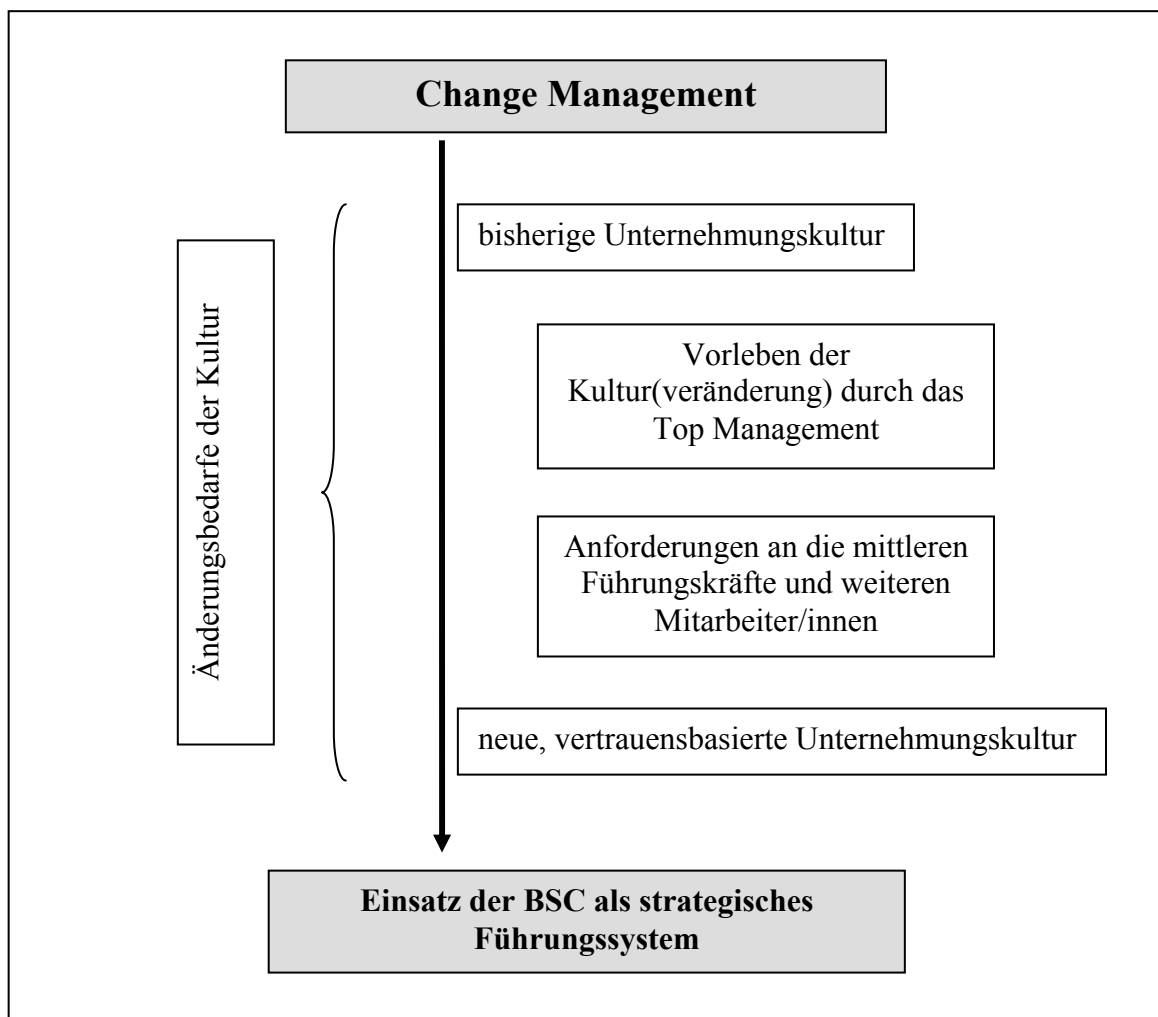 Change Management
bisherige Unternehmungskultur
Änderungsbedarfe der Kultur
Vorleben der
Kultur(veränderung) durch das
Top Management
Anforderungen an die mittleren
Führungskräfte und weiteren
Mitarbeiter/innen
neue, vertrauensbasierte Unternehmungskultur
Einsatz der BSC als strategisches
Führungssystem